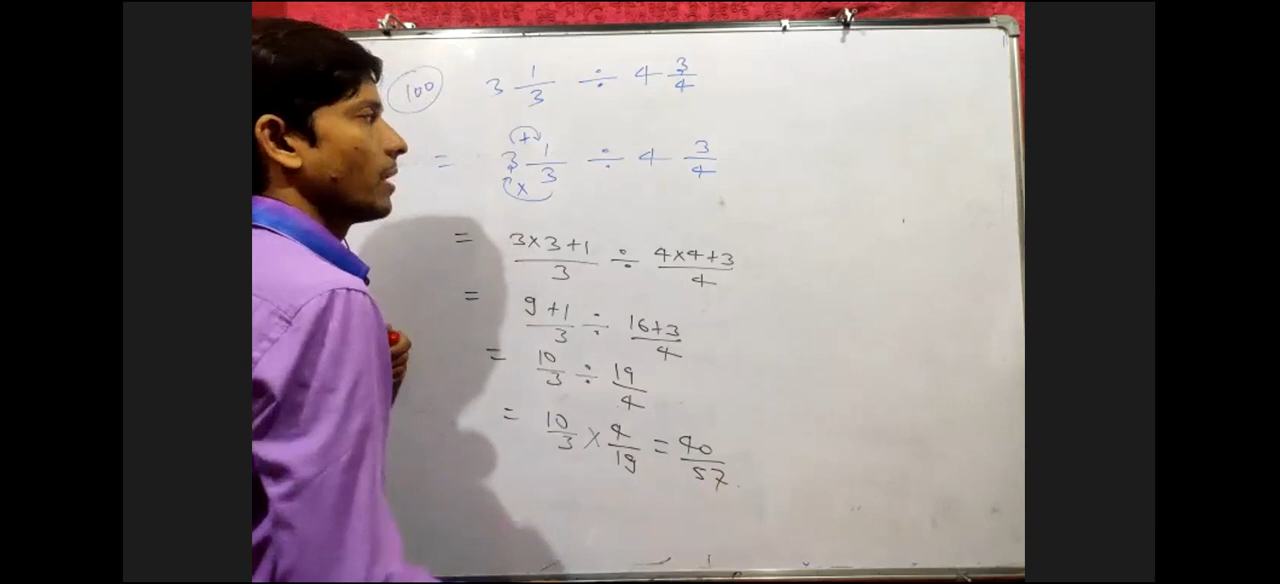 100 3 1/3 ÷ 4 3/4
= 3 1/3 ÷ 4 3/4
+
×
= 3×3+1/3 ÷ 4×4+3/4
= 9+1/3 ÷ 16+3/4
= 10/3 ÷ 19/4
= 10/3 × 4/19 = 40/57.